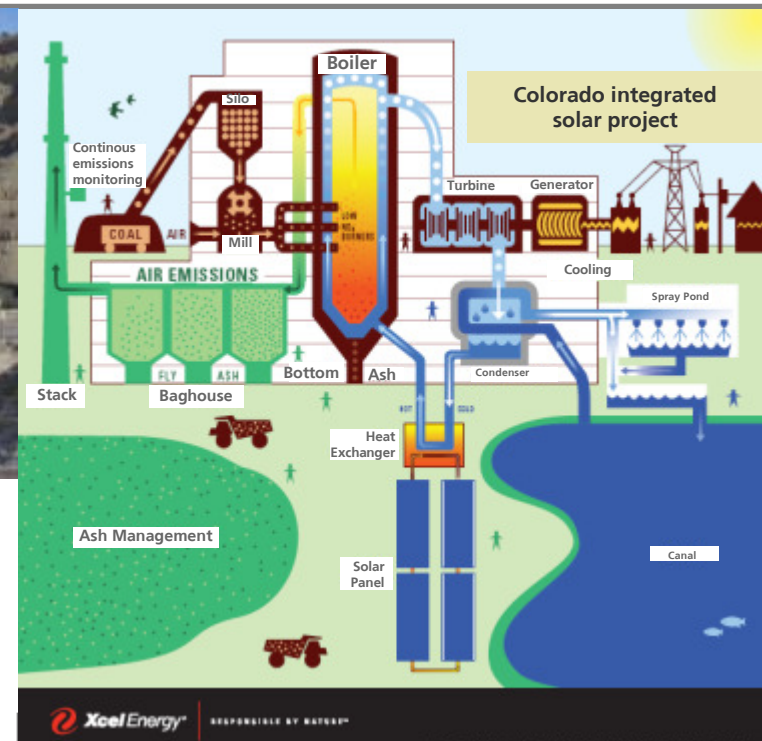 Colorado integrated
solar project
Boiler
Silo
Continous
emissions
monitoring
COAL
AIR
Mill
LOW
NOx
BURNERS
Turbine
Generator
AIR EMISSIONS
Cooling
Spray Pond
FLY ASH
Bottom Ash
Condenser
Stack
Baghouse
HOT
COLD
Heat
Exchanger
Ash Management
Solar
Panel
Canal
Xcel Energy
RESPONSIBLE BY NATURE™